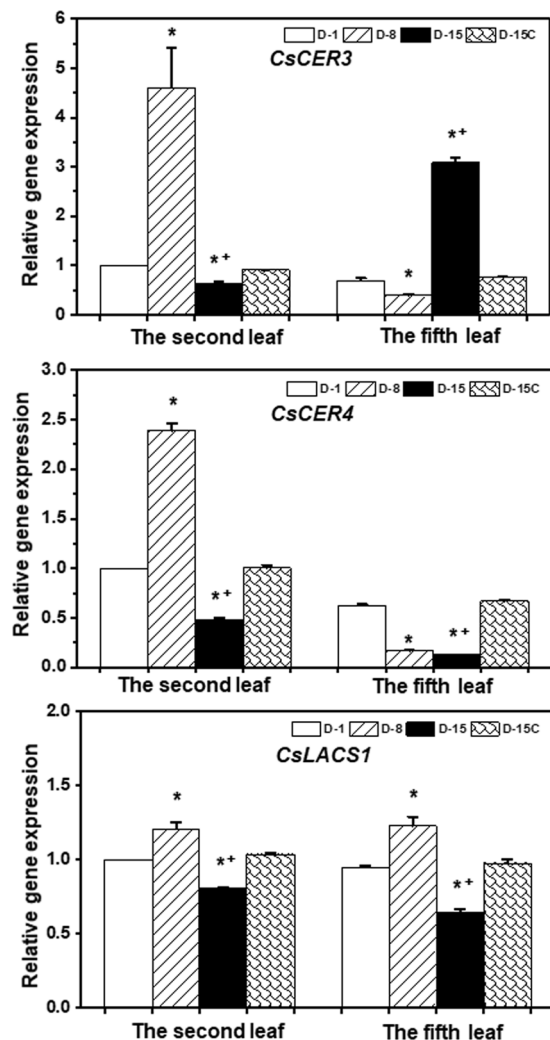 Relative gene expression
6
5
4
3
2
1
0
D-1 D-8 D-15 D-15C
CsCER3
*
*+
*
*+
The second leaf The fifth leaf
Relative gene expression
3.0
2.5
2.0
1.5
1.0
0.5
0.0
D-1 D-8 D-15 D-15C
CsCER4
*
*+
*
*+
The second leaf The fifth leaf
Relative gene expression
2.0
1.5
1.0
0.5
0.0
D-1 D-8 D-15 D-15C
CsLACS1
*
*+
*
*+
The second leaf The fifth leaf